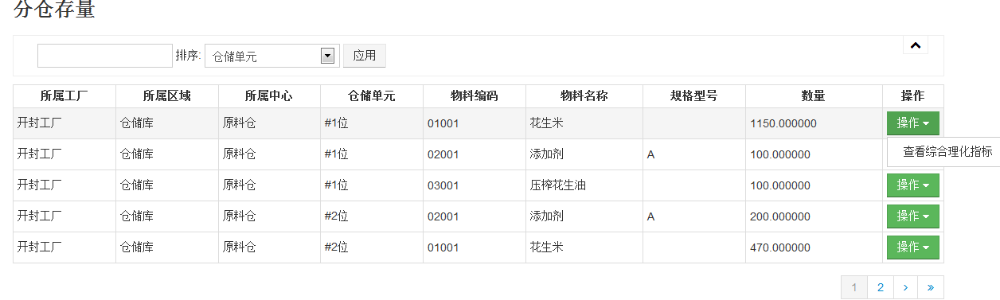 分仓存量
排序: 仓储单元 应用
所属工厂 所属区域 所属中心 仓储单元 物料编码 物料名称 规格型号 数量 操作
开封工厂 仓储库 原料仓 #1位 01001 花生米 1150.000000 操作
查看综合理化指标
开封工厂 仓储库 原料仓 #1位 02001 添加剂 A 100.000000
开封工厂 仓储库 原料仓 #1位 03001 压榨花生油 100.000000 操作
开封工厂 仓储库 原料仓 #2位 02001 添加剂 A 200.000000 操作
开封工厂 仓储库 原料仓 #2位 01001 花生米 470.000000 操作
1 2 › »